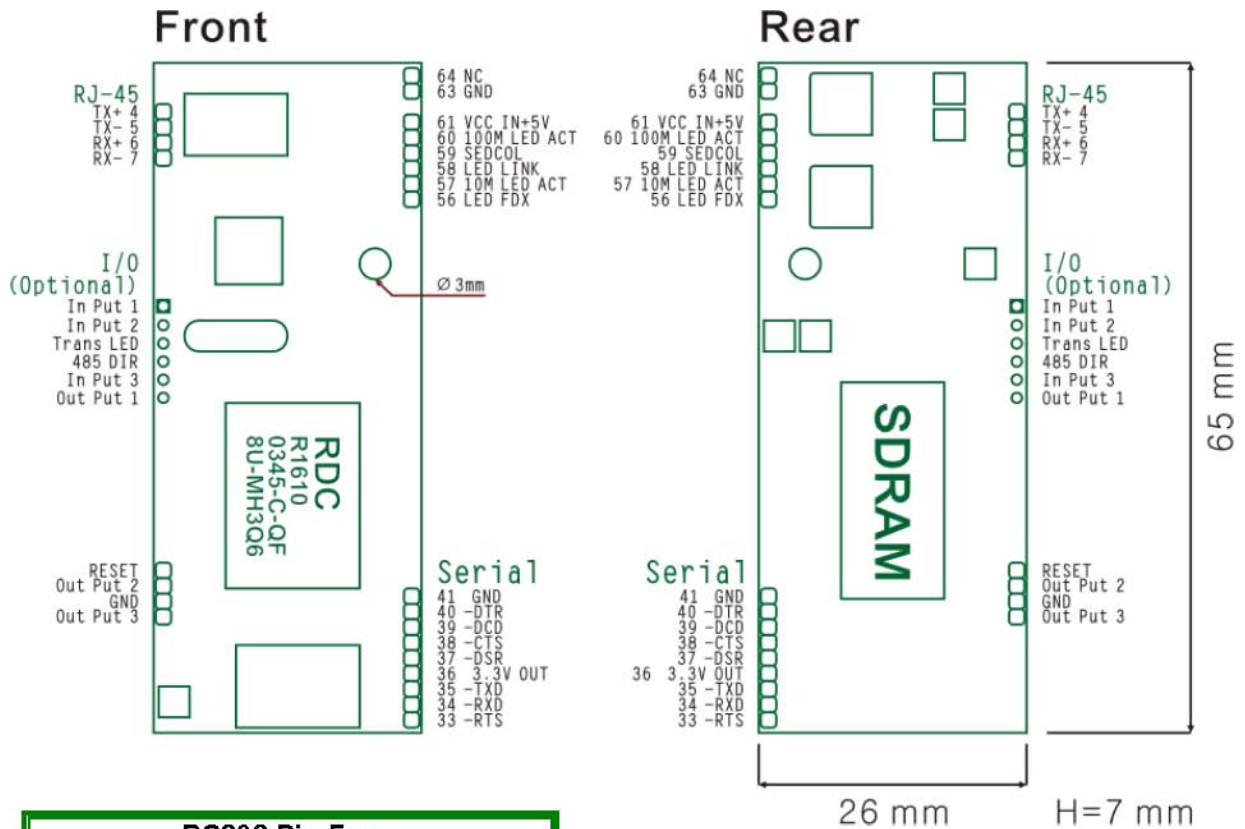 Front
RJ-45
TX+ 4
TX- 5
RX+ 6
RX- 7
I/O
(Optional)
In Put 1
In Put 2
Trans LED
485 DIR
In Put 3
Out Put 1
RESET
Out Put 2
GND
Out Put 3
RDC
R1610
0345-C-QF
8U-MH3Q6
64 NC
63 GND
61 VCC IN+5V
60 100M LED ACT
59 SEDCOL
58 LED LINK
57 10M LED ACT
56 LED FDX
Ø 3mm
Serial
41 GND
40 -DTR
39 -DCD
38 -CTS
37 -DSR
36 3.3V OUT
35 -TXD
34 -RXD
33 -RTS
Rear
64 NC
63 GND
61 VCC IN+5V
60 100M LED ACT
59 SEDCOL
58 LED LINK
57 10M LED ACT
56 LED FDX
Serial
41 GND
40 -DTR
39 -DCD
38 -CTS
37 -DSR
36 3.3V OUT
35 -TXD
34 -RXD
33 -RTS
SDRAM
RJ-45
TX+ 4
TX- 5
RX+ 6
RX- 7
I/O
(Optional)
In Put 1
In Put 2
Trans LED
485 DIR
In Put 3
Out Put 1
RESET
Out Put 2
GND
Out Put 3
65 mm
26 mm
H=7 mm